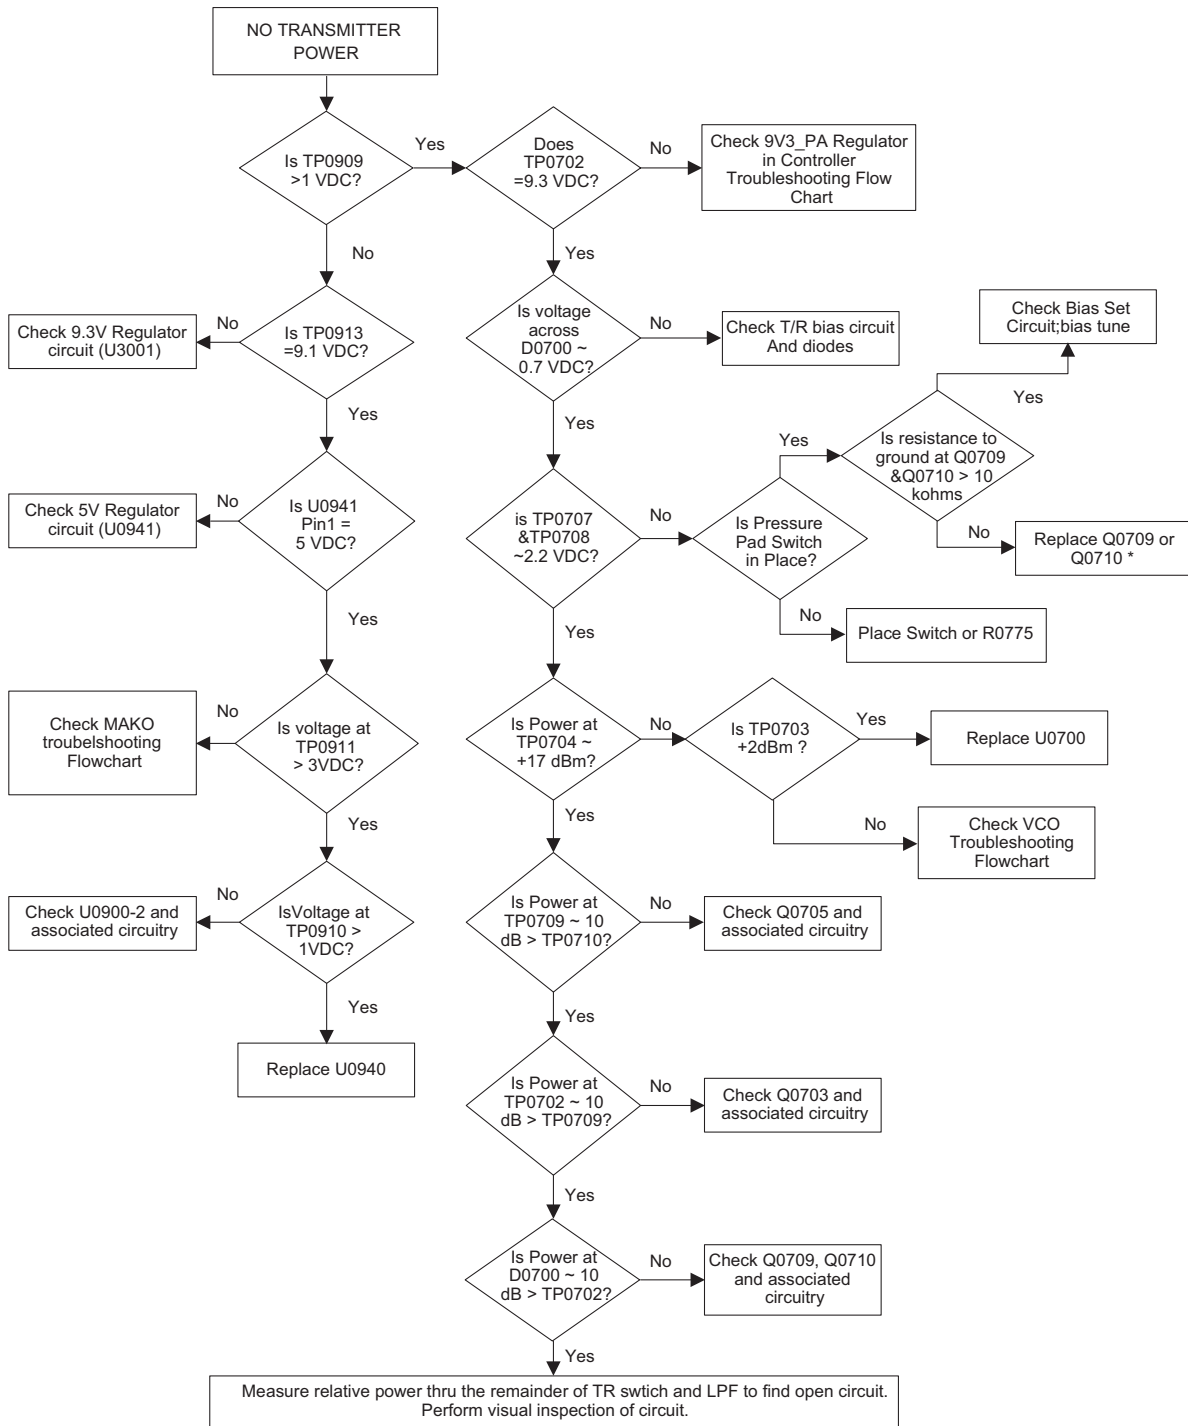 NO TRANSMITTER
POWER
Is TP0909
>1 VDC?
Yes
Does
TP0702
=9.3 VDC?
No
Check 9V3_PA Regulator
in Controller
Troubleshooting Flow
Chart
No
Yes
Check 9.3V Regulator
circuit (U3001)
No
Is TP0913
=9.1 VDC?
Is voltage
across
D0700 ~
0.7 VDC?
No
Check T/R bias circuit
And diodes
Check Bias Set
Circuit;bias tune
Yes
Yes
Yes
Yes
Is resistance to
ground at Q0709
&Q0710 > 10
kohms
No
Replace Q0709 or
Q0710 *
Check 5V Regulator
circuit (U0941)
No
Is U0941
Pin1 =
5 VDC?
is TP0707
&TP0708
~2.2 VDC?
No
Is Pressure
Pad Switch
in Place?
No
Place Switch or R0775
Yes
Yes
Check MAKO
troubelshooting
Flowchart
No
Is voltage at
TP0911
> 3VDC?
Is Power at
TP0704 ~
+17 dBm?
No
Is TP0703
+2dBm ?
Yes
Replace U0700
Yes
Yes
No
Check VCO
Troubleshooting
Flowchart
Check U0900-2 and
associated circuitry
No
IsVoltage at
TP0910 >
1VDC?
Is Power at
TP0709 ~ 10
dB > TP0710?
No
Check Q0705 and
associated circuitry
Yes
Yes
Replace U0940
Is Power at
TP0702 ~ 10
dB > TP0709?
No
Check Q0703 and
associated circuitry
Yes
Is Power at
D0700 ~ 10
dB > TP0702?
No
Check Q0709, Q0710
and associated
circuitry
Yes
Measure relative power thru the remainder of TR swtich and LPF to find open circuit.
Perform visual inspection of circuit.